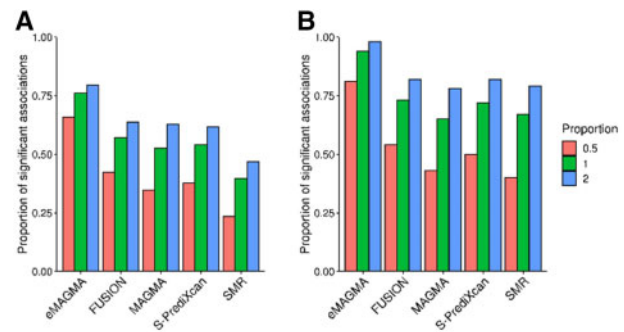 A
Proportion of significant associations
1.00
0.75
0.50
0.25
0.00
eMAGMA
FUSION
MAGMA
S-PrediXcan
SMR
B
Proportion of significant associations
1.00
0.75
0.50
0.25
0.00
eMAGMA
FUSION
MAGMA
S-PrediXcan
SMR
Proportion
0.5
1
2